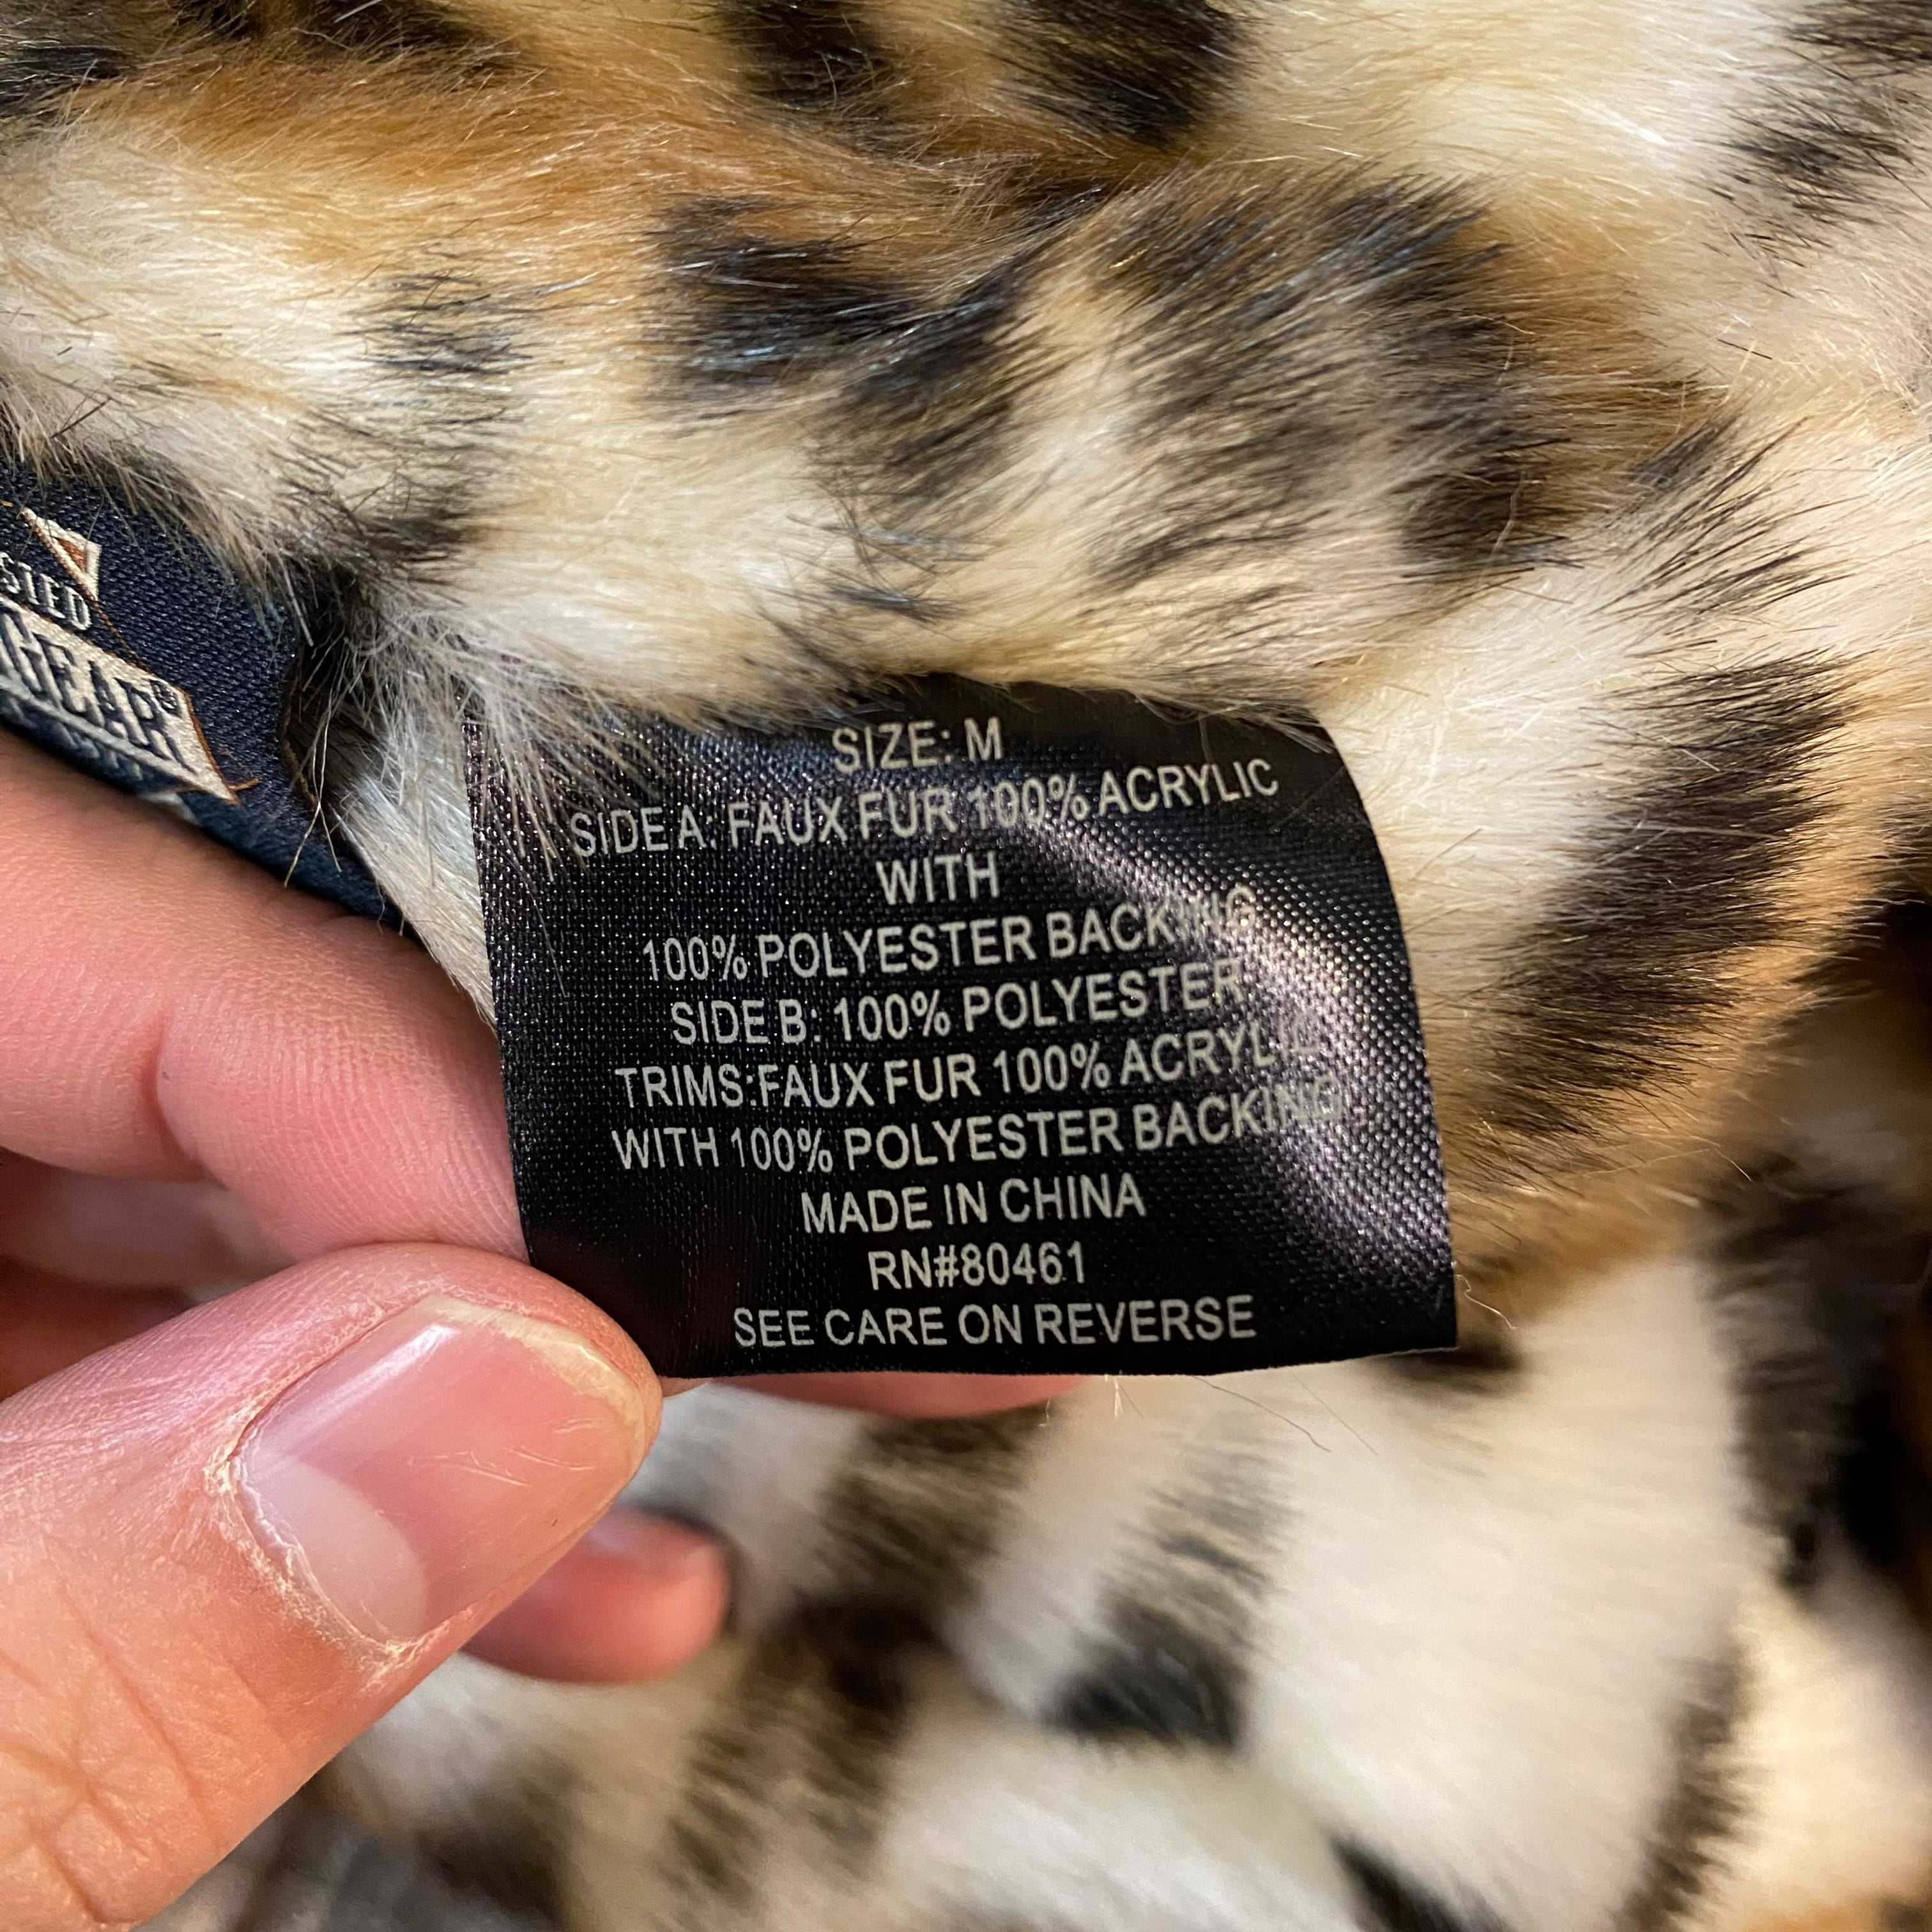 GEAR®
SIZE: M
SIDE A: FAUX FUR 100% ACRYLIC
WITH
100% POLYESTER BACKING
SIDE B: 100% POLYESTER
TRIMS:FAUX FUR 100% ACRYLIC
WITH 100% POLYESTER BACKING
MADE IN CHINA
RN#80461
SEE CARE ON REVERSE